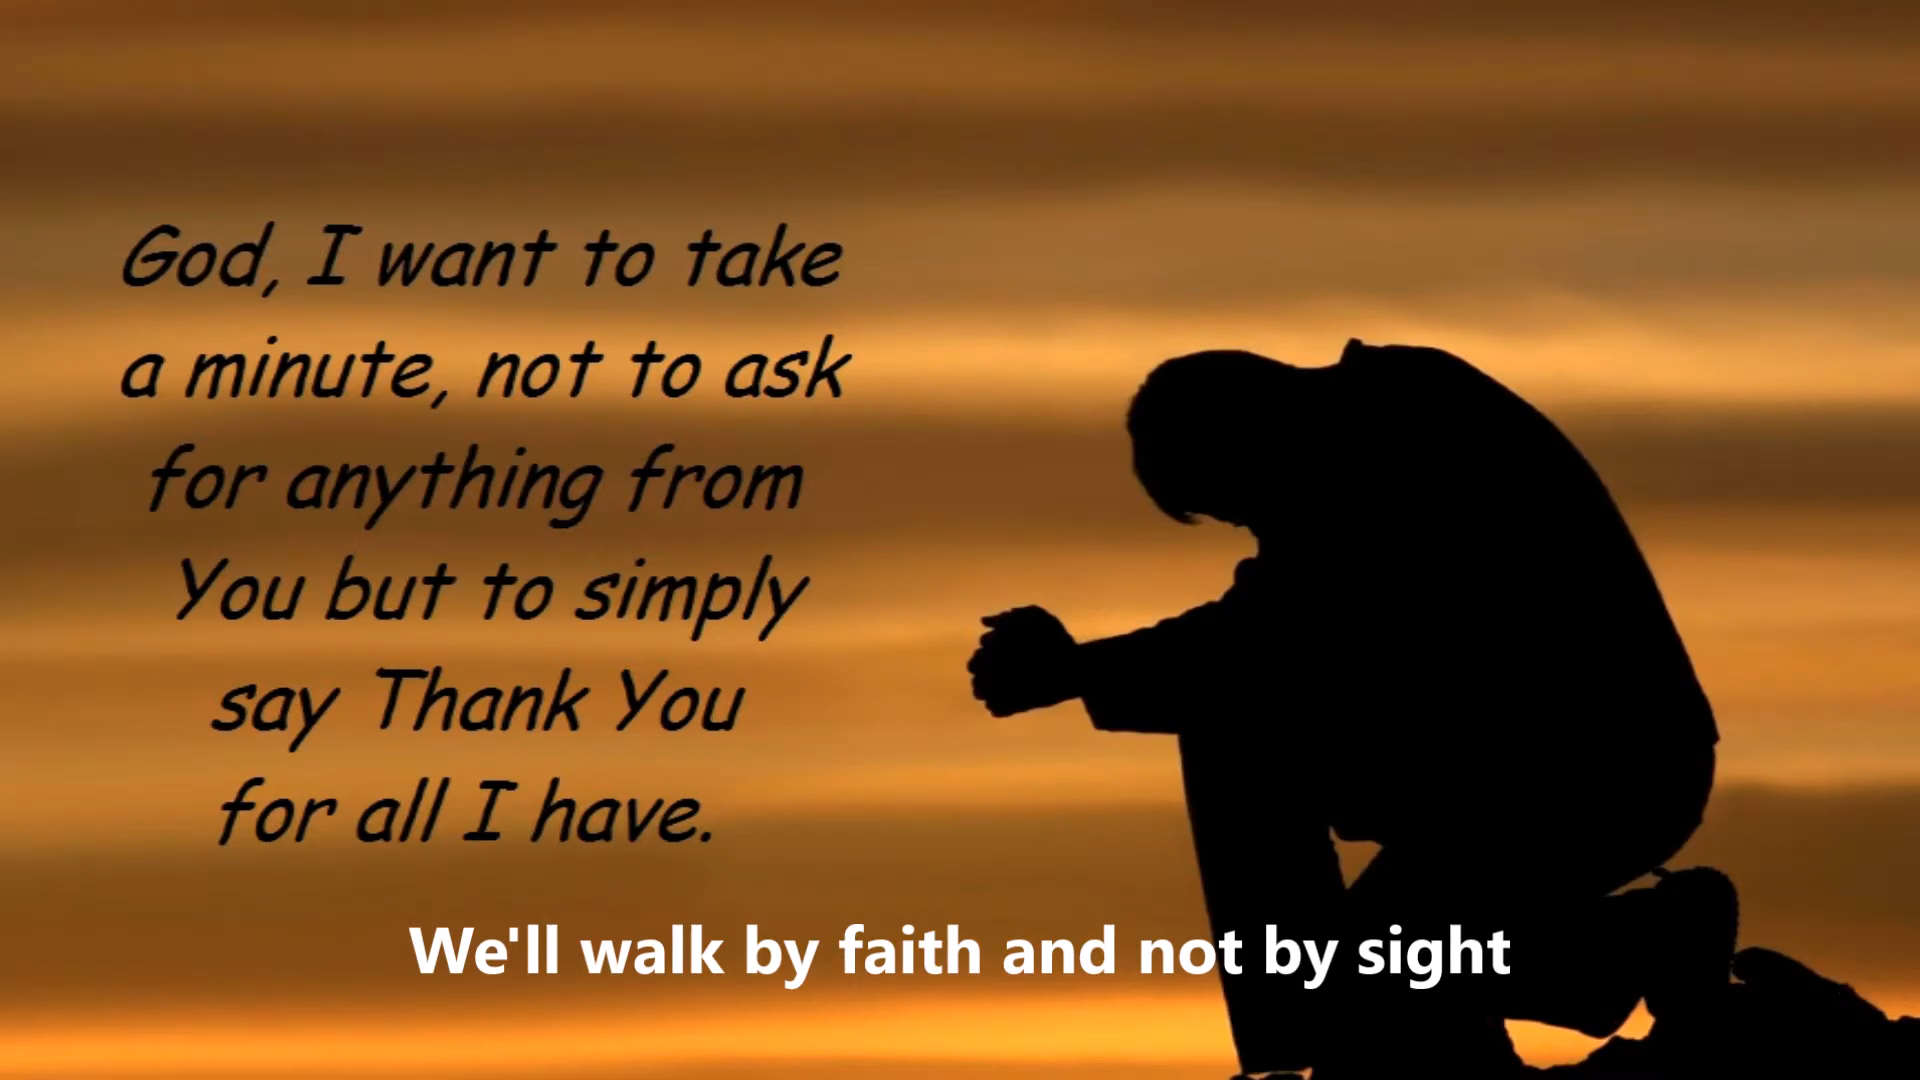 God, I want to take
a minute, not to ask
for anything from
You but to simply
say Thank You
for all I have.
We'll walk by faith and not by sight